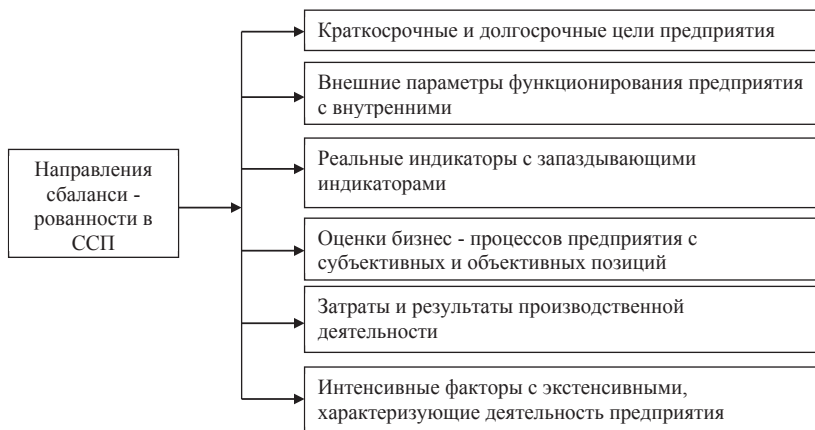 Направления
сбаланси -
рованности в
ССП
Краткосрочные и долгосрочные цели предприятия
Внешние параметры функционирования предприятия
с внутренними
Реальные индикаторы с запаздывающими
индикаторами
Оценки бизнес - процессов предприятия с
субъективных и объективных позиций
Затраты и результаты производственной
деятельности
Интенсивные факторы с экстенсивными,
характеризующие деятельность предприятия